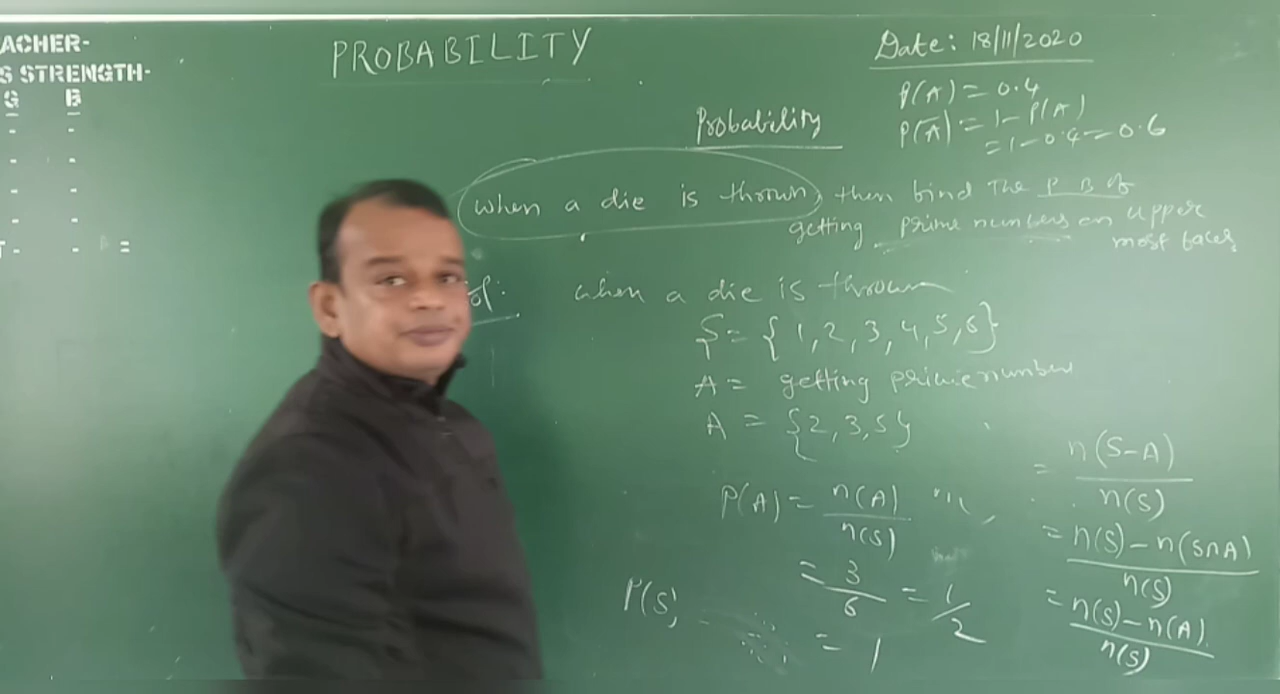 ACHER-
S STRENGTH-
G B
PROBABILITY
Date: 18/11/2020
P(A) = 0.4
P(A̅) = 1 - P(A)
= 1 - 0.4 = 0.6
Probability
when a die is thrown, then find the P B of
getting prime numbers on upper
most faces,
sol:
when a die is thrown
S = { 1, 2, 3, 4, 5, 6 }
A = getting prime number
A = { 2, 3, 5 }
P(A) = n(A) / n(S)
= 3 / 6 = 1 / 2
P(S)
= 1
= n(S-A) / n(S)
= n(S) - n(S∩A) / n(S)
= n(S) - n(A) / n(S)